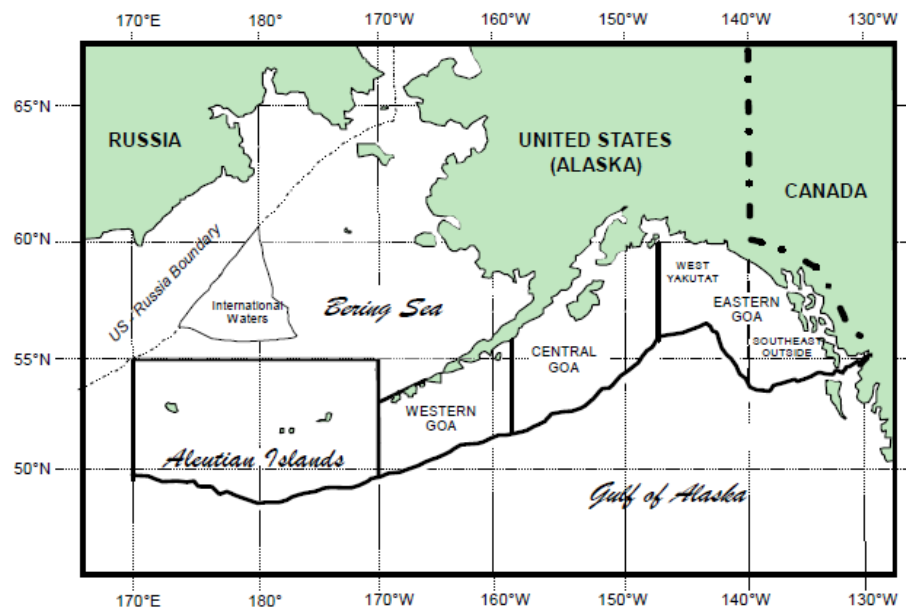 170°E 180° 170°W 160°W 150°W 140°W 130°W
65°N
RUSSIA
UNITED STATES
(ALASKA)
CANADA
60°N
US - Russia Boundary
International
Waters
Bering Sea
WEST
YAKUTAT
EASTERN
GOA
SOUTHEAST
OUTSIDE
55°N
CENTRAL
GOA
WESTERN
GOA
Aleutian Islands
50°N
Gulf of Alaska
170°E 180° 170°W 160°W 150°W 140°W 130°W